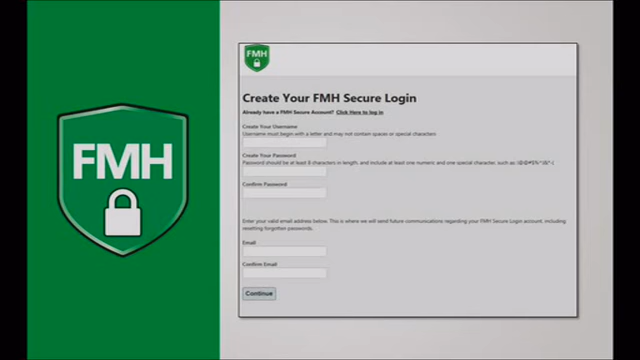 FMH
FMH
Create Your FMH Secure Login
Already have a FMH Secure Account? Click Here to log in
Create Your Username
Username must begin with a letter and may not contain spaces or special characters
Create Your Password
Password should be at least 8 characters in length, and include at least one numeric and one special character, such as:
Confirm Password
Enter your valid email address below. This is where we will send future communications regarding your FMH Secure Login account, including
resetting forgotten passwords.
Email
Confirm Email
Continue